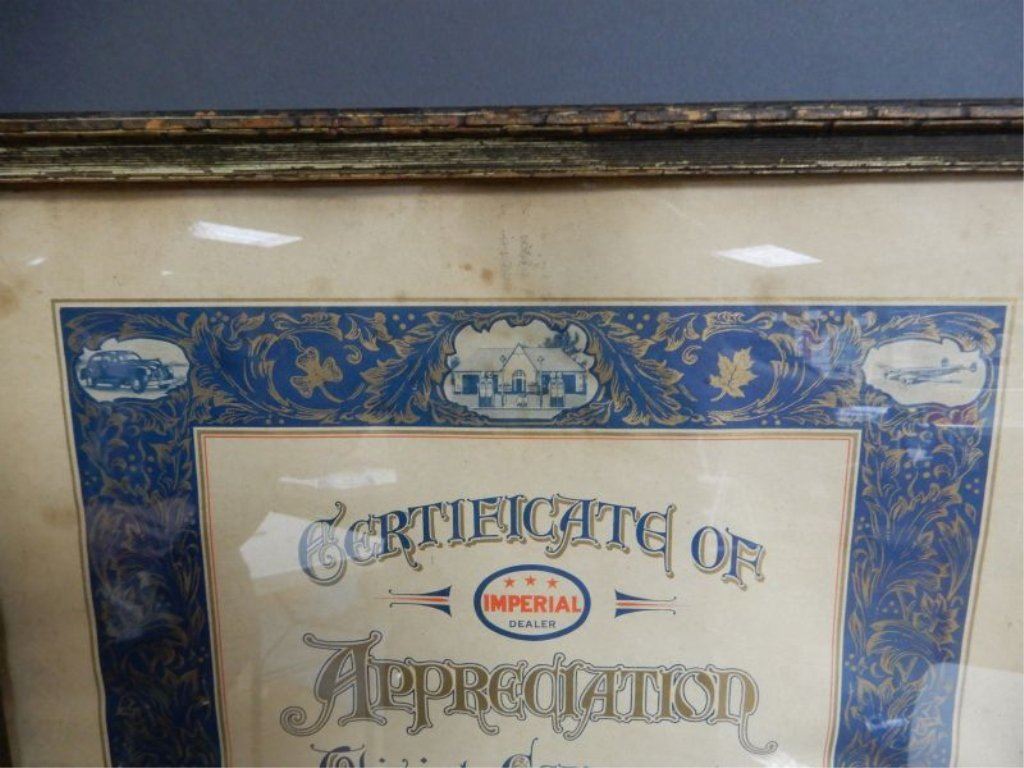 CERTIFICATE OF
IMPERIAL
DEALER
APPRECIATION